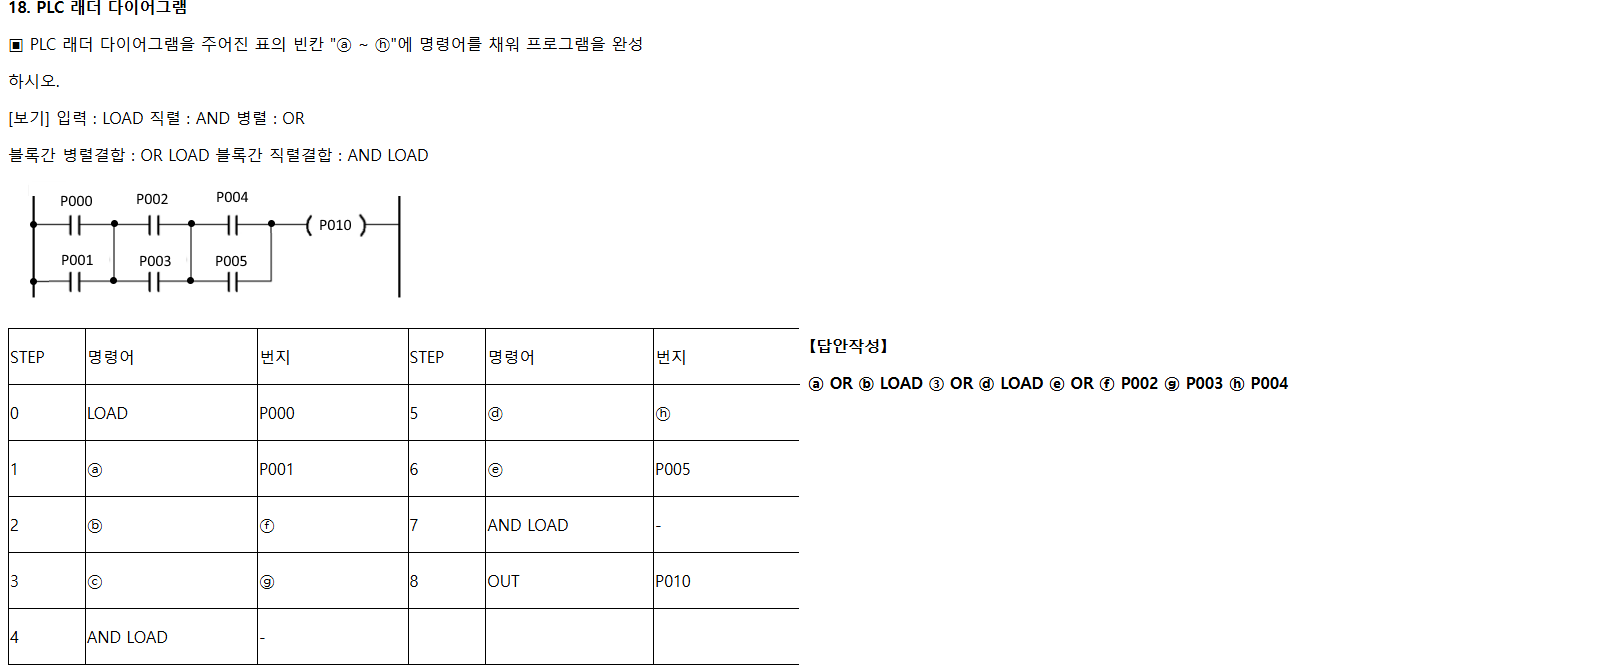 18. PLC 래더 다이어그램
▣ PLC 래더 다이어그램을 주어진 표의 빈칸 "ⓐ ~ ⓗ"에 명령어를 채워 프로그램을 완성
하시오.
[보기] 입력 : LOAD 직렬 : AND 병렬 : OR
블록간 병렬결합 : OR LOAD 블록간 직렬결합 : AND LOAD
P000 P002 P004
P010
P001 P003 P005
STEP 명령어 번지 STEP 명령어 번지
0 LOAD P000 5 ⓓ ⓗ
1 ⓐ P001 6 ⓔ P005
2 ⓑ ⓕ 7 AND LOAD -
3 ⓒ ⓖ 8 OUT P010
4 AND LOAD -
【답안작성】
ⓐ OR ⓑ LOAD ③ OR ⓓ LOAD ⓔ OR ⓕ P002 ⓖ P003 ⓗ P004